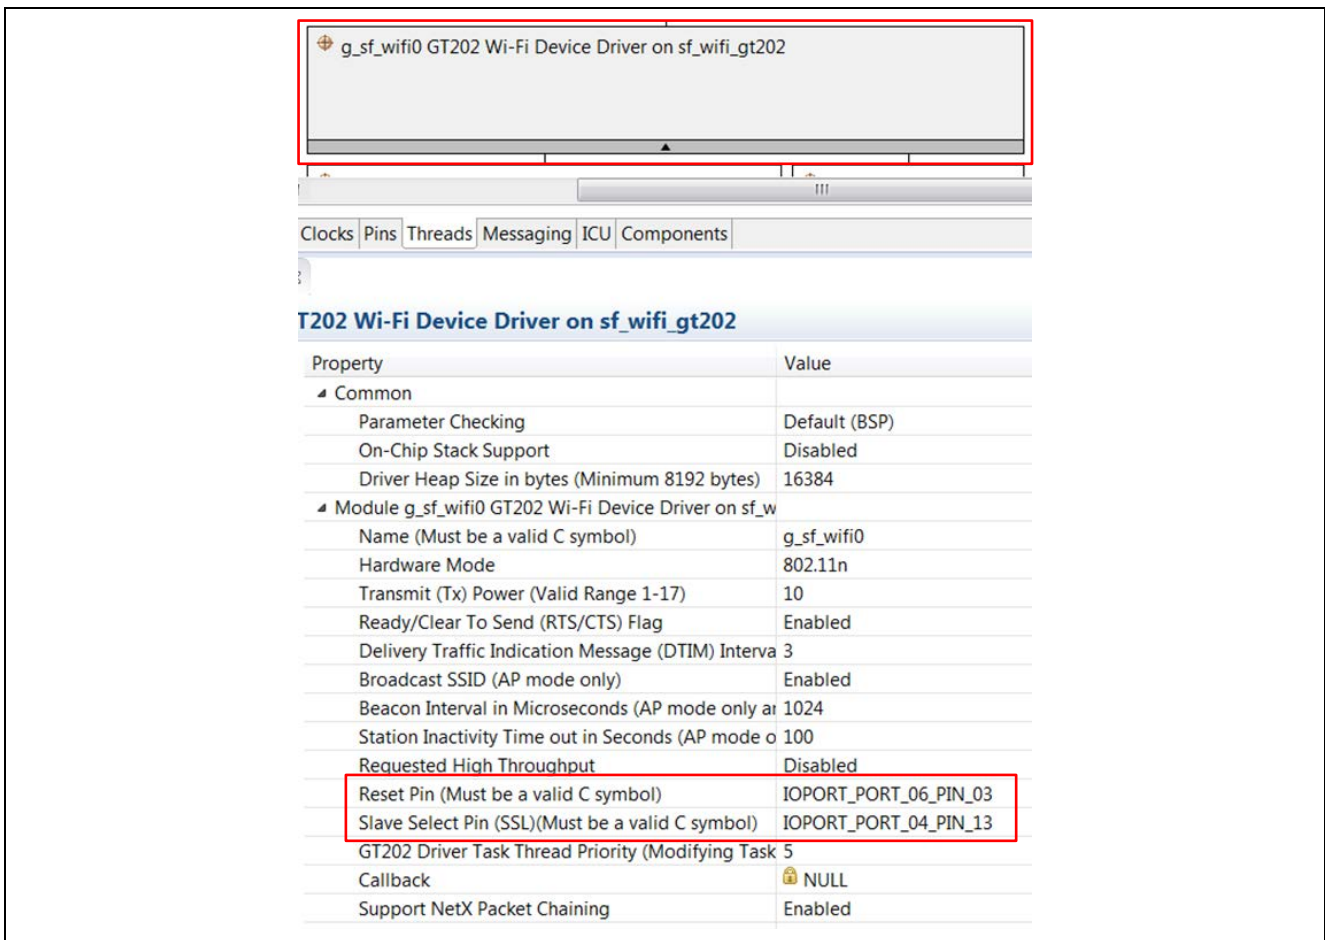 g_sf_wifi0 GT202 Wi-Fi Device Driver on sf_wifi_gt202
Clocks Pins Threads Messaging ICU Components
T202 Wi-Fi Device Driver on sf_wifi_gt202
Property Value
Common
Parameter Checking Default (BSP)
On-Chip Stack Support Disabled
Driver Heap Size in bytes (Minimum 8192 bytes) 16384
Module g_sf_wifi0 GT202 Wi-Fi Device Driver on sf_w
Name (Must be a valid C symbol) g_sf_wifi0
Hardware Mode 802.11n
Transmit (Tx) Power (Valid Range 1-17) 10
Ready/Clear To Send (RTS/CTS) Flag Enabled
Delivery Traffic Indication Message (DTIM) Interva 3
Broadcast SSID (AP mode only) Enabled
Beacon Interval in Microseconds (AP mode only ar 1024
Station Inactivity Time out in Seconds (AP mode o 100
Requested High Throughput Disabled
Reset Pin (Must be a valid C symbol) IOPORT_PORT_06_PIN_03
Slave Select Pin (SSL)(Must be a valid C symbol) IOPORT_PORT_04_PIN_13
GT202 Driver Task Thread Priority (Modifying Task 5
Callback NULL
Support NetX Packet Chaining Enabled